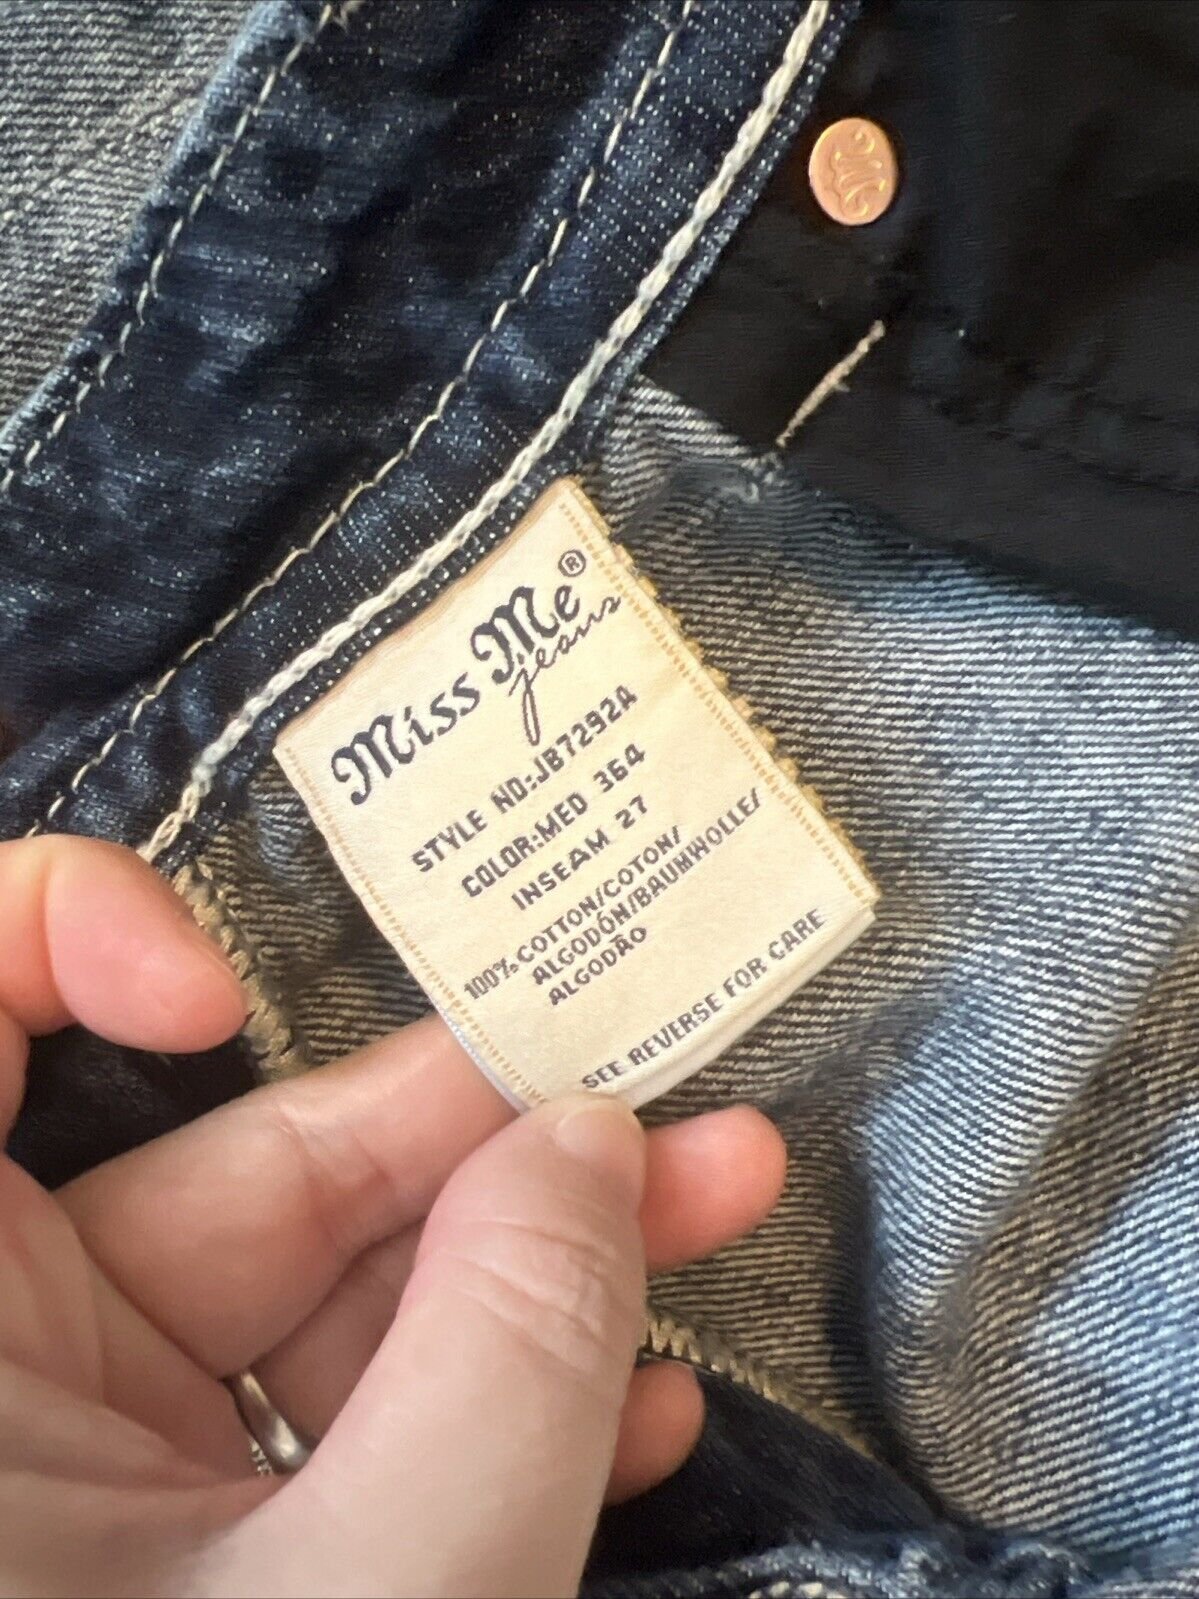 Miss Me®
jeans
STYLE NO:JB7292A
COLOR:MED 364
INSEAM 27
100% COTTON/COTON/
ALGODÓN/BAUMWOLLE/
ALGODÃO
SEE REVERSE FOR CARE
M